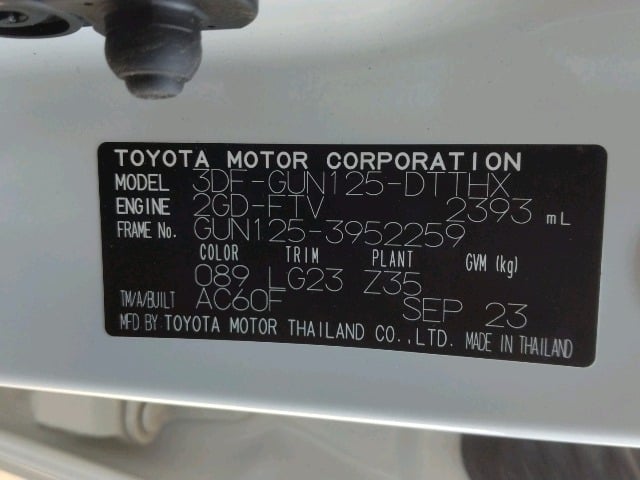 TOYOTA MOTOR CORPORATION
MODEL 3DF-GUN125-DTTHX
ENGINE 2GD-FTV 2393 mL
FRAME No. GUN125-3952259
COLOR TRIM PLANT GVM (kg)
089 LG23 Z35
TM/A/BUILT AC60F SEP 23
MFD BY TOYOTA MOTOR THAILAND CO.,LTD. MADE IN THAILAND